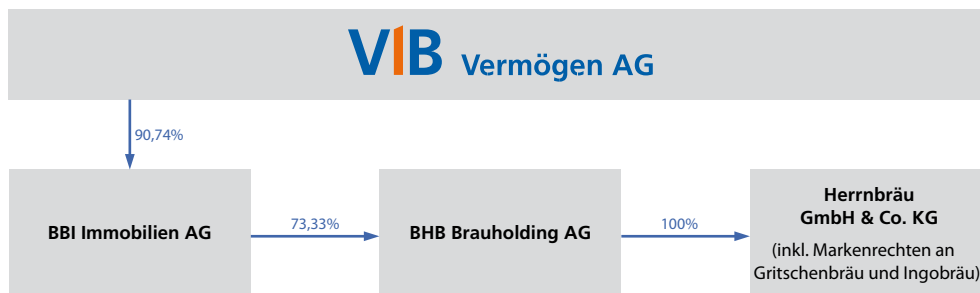 VIB Vermögen AG
90,74%
BBI Immobilien AG
73,33%
BHB Brauholding AG
100%
Herrnbräu
GmbH & Co. KG
(inkl. Markenrechten an
Gritschenbräu und Ingobräu)